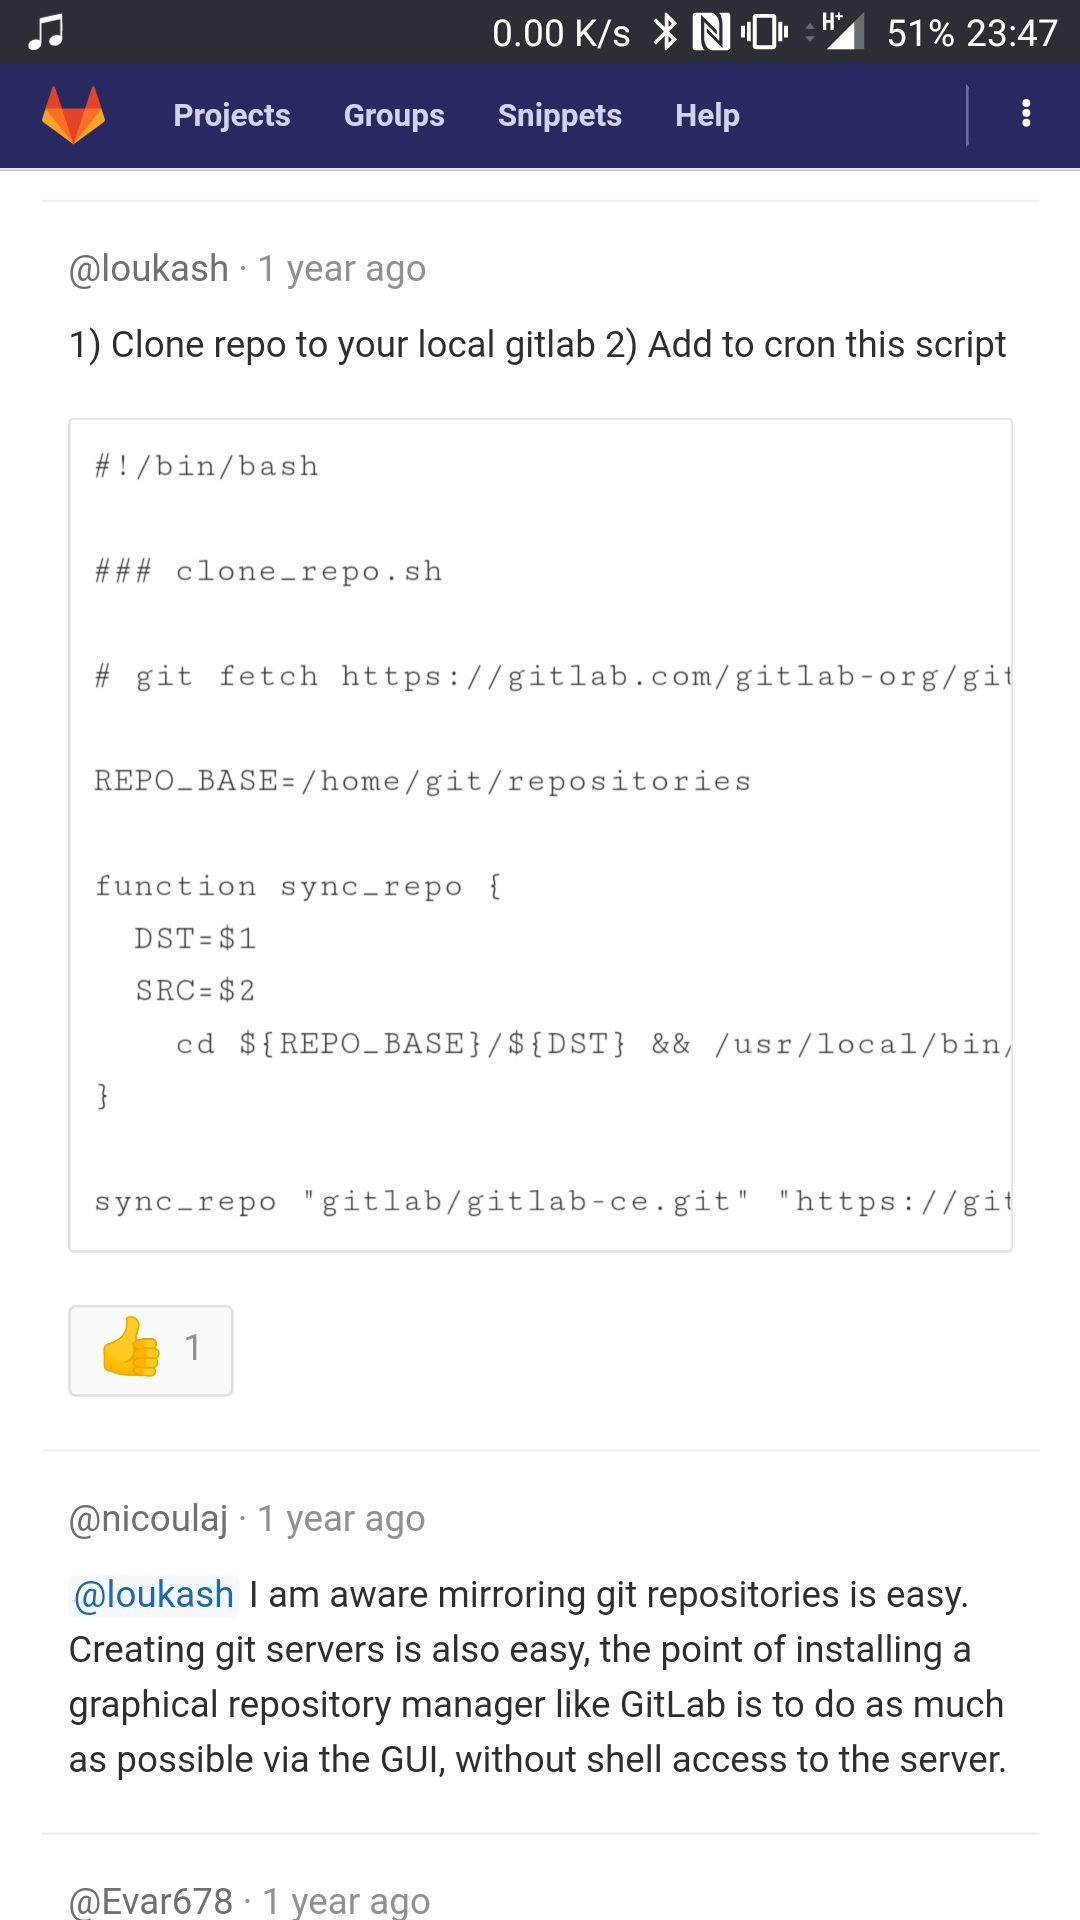 0.00 K/s H+ 51% 23:47
Projects Groups Snippets Help
@loukash · 1 year ago
1) Clone repo to your local gitlab 2) Add to cron this script
#!/bin/bash
### clone_repo.sh
# git fetch https://gitlab.com/gitlab-org/git
REPO_BASE=/home/git/repositories
function sync_repo {
DST=$1
SRC=$2
cd ${REPO_BASE}/${DST} && /usr/local/bin/
}
sync_repo "gitlab/gitlab-ce.git" "https://git
👍 1
@nicoulaj · 1 year ago
@loukash I am aware mirroring git repositories is easy.
Creating git servers is also easy, the point of installing a
graphical repository manager like GitLab is to do as much
as possible via the GUI, without shell access to the server.
@Evar678 · 1 year ago